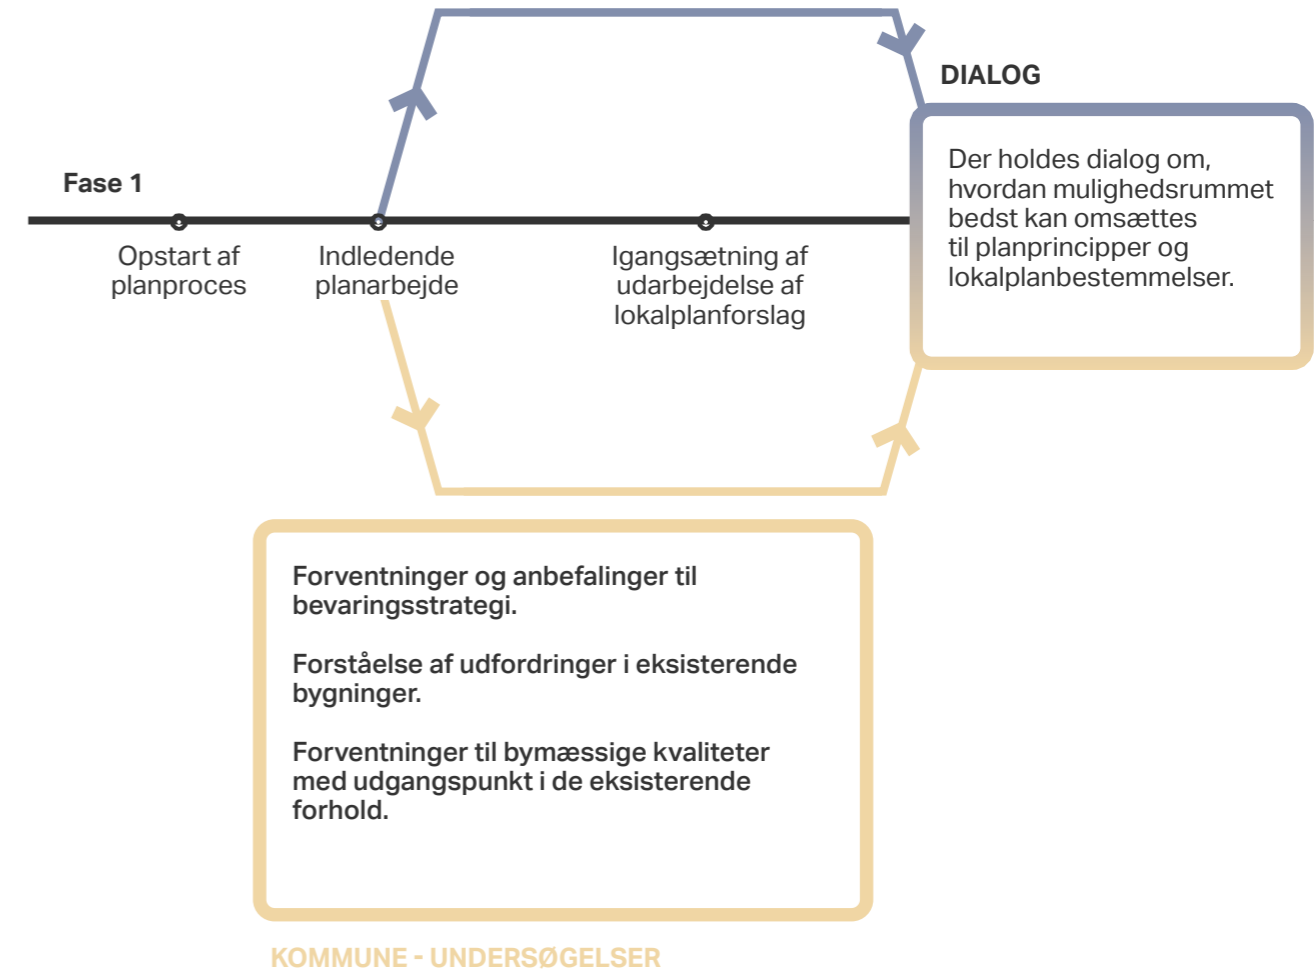 DIALOG
Der holdes dialog om,
hvordan mulighedsrummet
bedst kan omsættes
til planprincipper og
lokalplanbestemmelser.
Fase 1
Opstart af
planproces
Indledende
planarbejde
Igangsætning af
udarbejdelse af
lokalplanforslag
Forventninger og anbefalinger til
bevaringsstrategi.
Forståelse af udfordringer i eksisterende
bygninger.
Forventninger til bymæssige kvaliteter
med udgangspunkt i de eksisterende
forhold.
KOMMUNE - UNDERSØGELSER